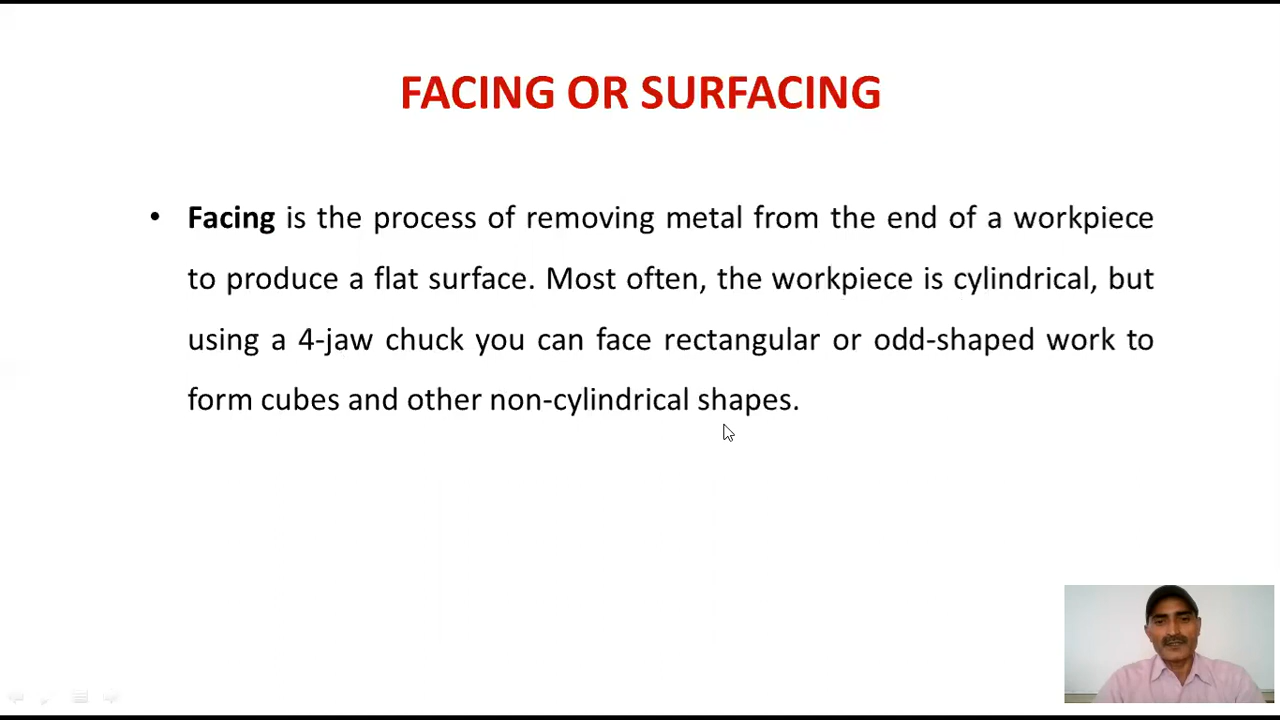 FACING OR SURFACING
• Facing is the process of removing metal from the end of a workpiece
to produce a flat surface. Most often, the workpiece is cylindrical, but
using a 4-jaw chuck you can face rectangular or odd-shaped work to
form cubes and other non-cylindrical shapes.